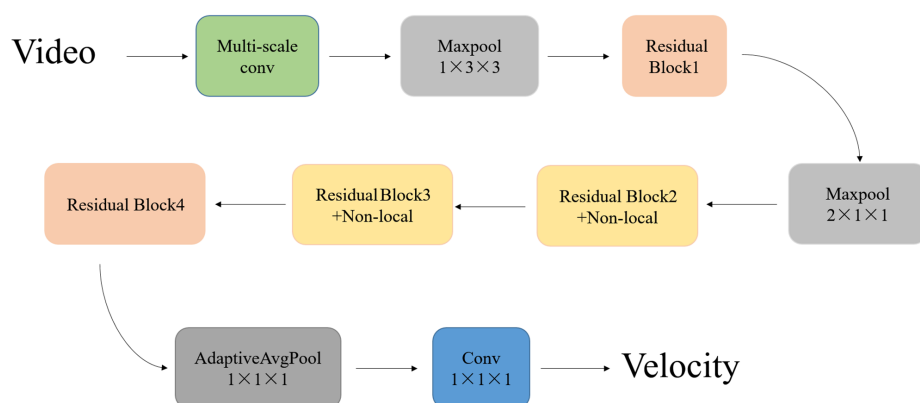 Video
Multi-scale
conv
Maxpool
1×3×3
Residual
Block1
Maxpool
2×1×1
Residual Block2
+Non-local
Residual Block3
+Non-local
Residual Block4
AdaptiveAvgPool
1×1×1
Conv
1×1×1
Velocity